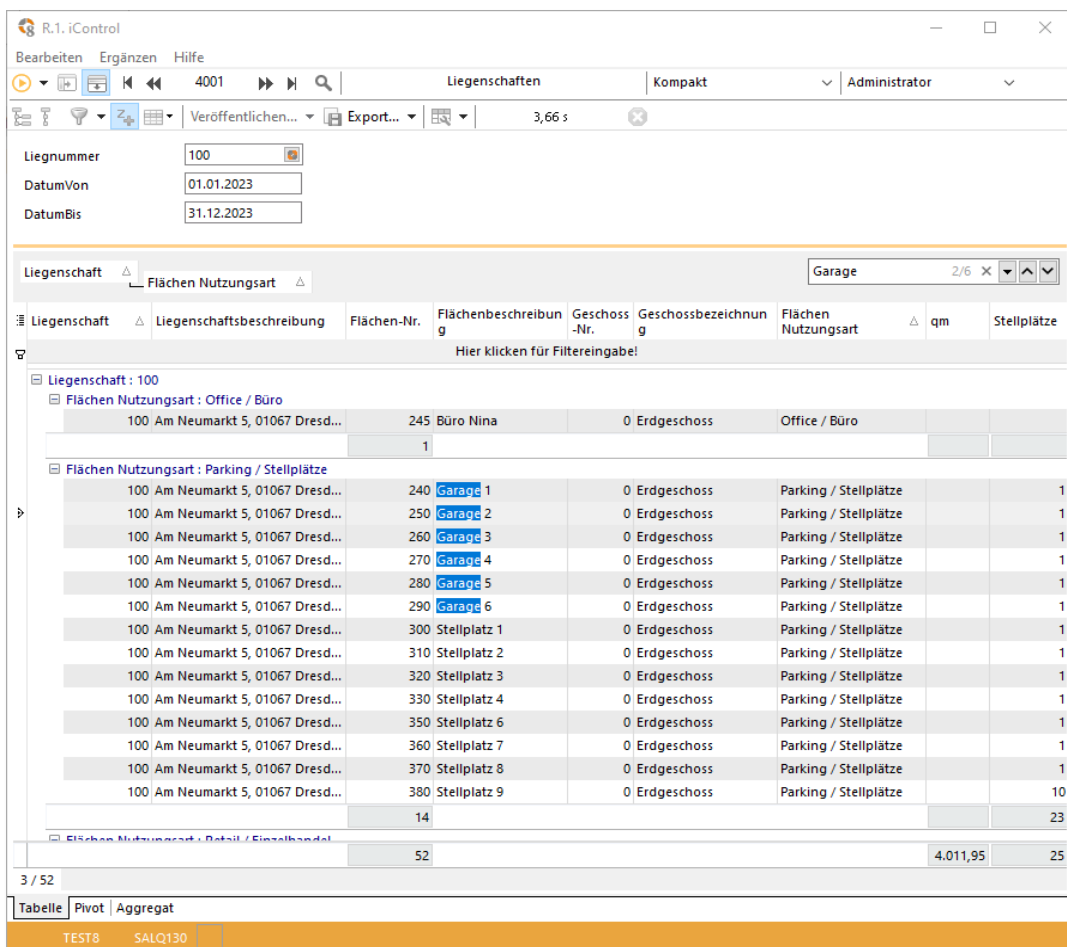 R.1. iControl
Bearbeiten Ergänzen Hilfe
4001 Liegenschaften Kompakt Administrator
Veröffentlichen... Export... 3,66 s
Liegnummer 100
DatumVon 01.01.2023
DatumBis 31.12.2023
Liegenschaft
Flächen Nutzungsart
Garage 2/6
Liegenschaft Liegenschaftsbeschreibung Flächen-Nr. Flächenbeschreibun Geschoss Geschossbezeichnun Flächen qm Stellplätze
g -Nr. g Nutzungsart
Hier klicken für Filtereingabe!
Liegenschaft : 100
Flächen Nutzungsart : Office / Büro
100 Am Neumarkt 5, 01067 Dresd... 245 Büro Nina 0 Erdgeschoss Office / Büro
1
Flächen Nutzungsart : Parking / Stellplätze
100 Am Neumarkt 5, 01067 Dresd... 240 Garage 1 0 Erdgeschoss Parking / Stellplätze 1
100 Am Neumarkt 5, 01067 Dresd... 250 Garage 2 0 Erdgeschoss Parking / Stellplätze 1
100 Am Neumarkt 5, 01067 Dresd... 260 Garage 3 0 Erdgeschoss Parking / Stellplätze 1
100 Am Neumarkt 5, 01067 Dresd... 270 Garage 4 0 Erdgeschoss Parking / Stellplätze 1
100 Am Neumarkt 5, 01067 Dresd... 280 Garage 5 0 Erdgeschoss Parking / Stellplätze 1
100 Am Neumarkt 5, 01067 Dresd... 290 Garage 6 0 Erdgeschoss Parking / Stellplätze 1
100 Am Neumarkt 5, 01067 Dresd... 300 Stellplatz 1 0 Erdgeschoss Parking / Stellplätze 1
100 Am Neumarkt 5, 01067 Dresd... 310 Stellplatz 2 0 Erdgeschoss Parking / Stellplätze 1
100 Am Neumarkt 5, 01067 Dresd... 320 Stellplatz 3 0 Erdgeschoss Parking / Stellplätze 1
100 Am Neumarkt 5, 01067 Dresd... 330 Stellplatz 4 0 Erdgeschoss Parking / Stellplätze 1
100 Am Neumarkt 5, 01067 Dresd... 350 Stellplatz 6 0 Erdgeschoss Parking / Stellplätze 1
100 Am Neumarkt 5, 01067 Dresd... 360 Stellplatz 7 0 Erdgeschoss Parking / Stellplätze 1
100 Am Neumarkt 5, 01067 Dresd... 370 Stellplatz 8 0 Erdgeschoss Parking / Stellplätze 1
100 Am Neumarkt 5, 01067 Dresd... 380 Stellplatz 9 0 Erdgeschoss Parking / Stellplätze 10
14 23
Flächen Nutzungsart : Retail / Einzelhandel
52 4.011,95 25
3 / 52
Tabelle Pivot Aggregat
TEST8 SALQ130